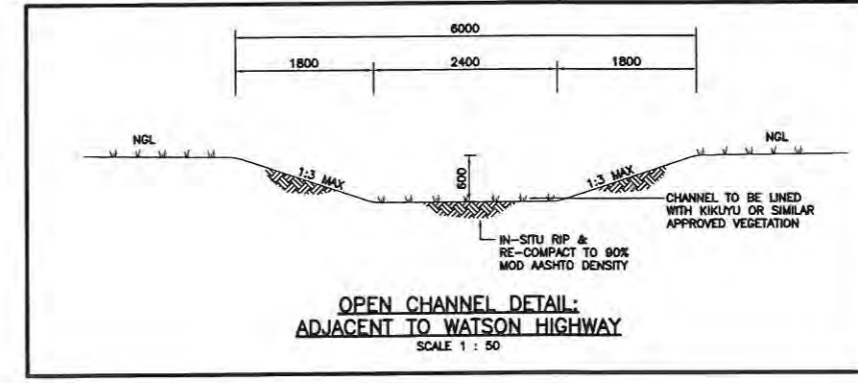 6000
1800 2400 1800
NGL NGL
1:3 MAX 600 1:3 MAX
CHANNEL TO BE LINED
WITH KIKUYU OR SIMILAR
APPROVED VEGETATION
IN-SITU RIP &
RE-COMPACT TO 90%
MOD AASHTO DENSITY
OPEN CHANNEL DETAIL:
ADJACENT TO WATSON HIGHWAY
SCALE 1 : 50